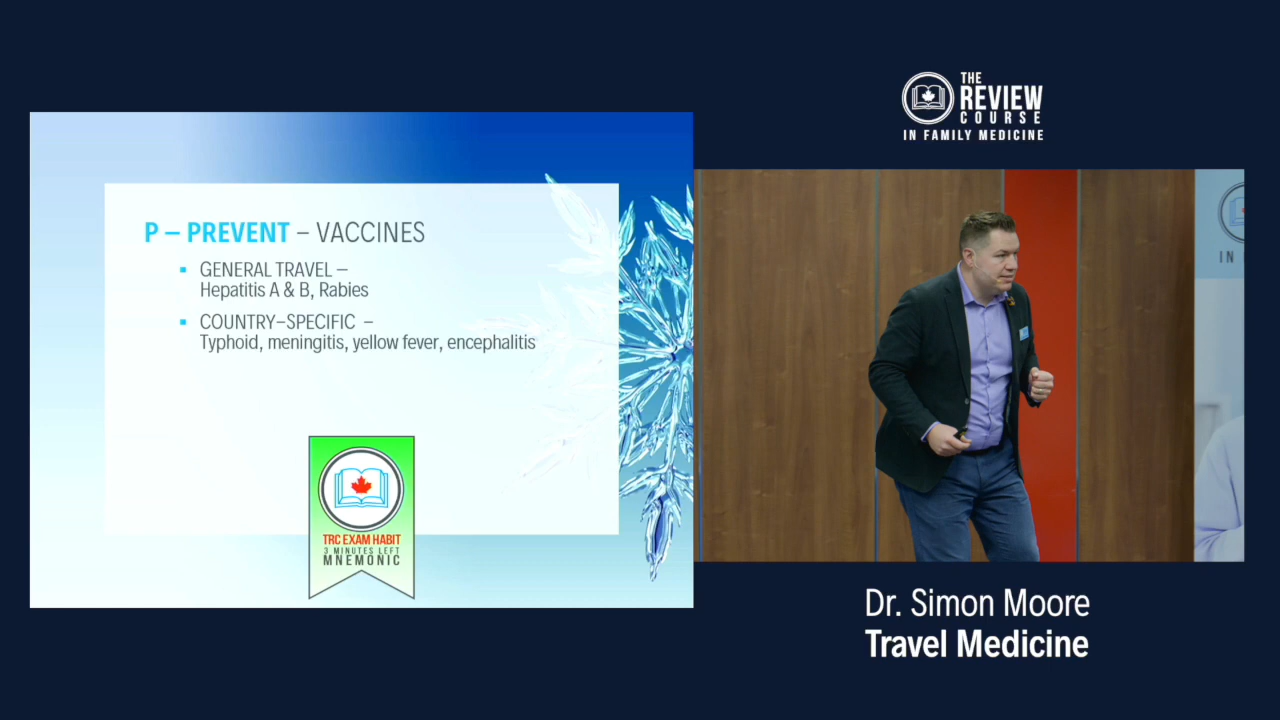 P – PREVENT – VACCINES
GENERAL TRAVEL –
Hepatitis A & B, Rabies
COUNTRY–SPECIFIC –
Typhoid, meningitis, yellow fever, encephalitis
TRC EXAM HABIT
3 MINUTES LEFT
MNEMONIC
THE
REVIEW
COURSE
IN FAMILY MEDICINE
IN
Dr. Simon Moore
Travel Medicine